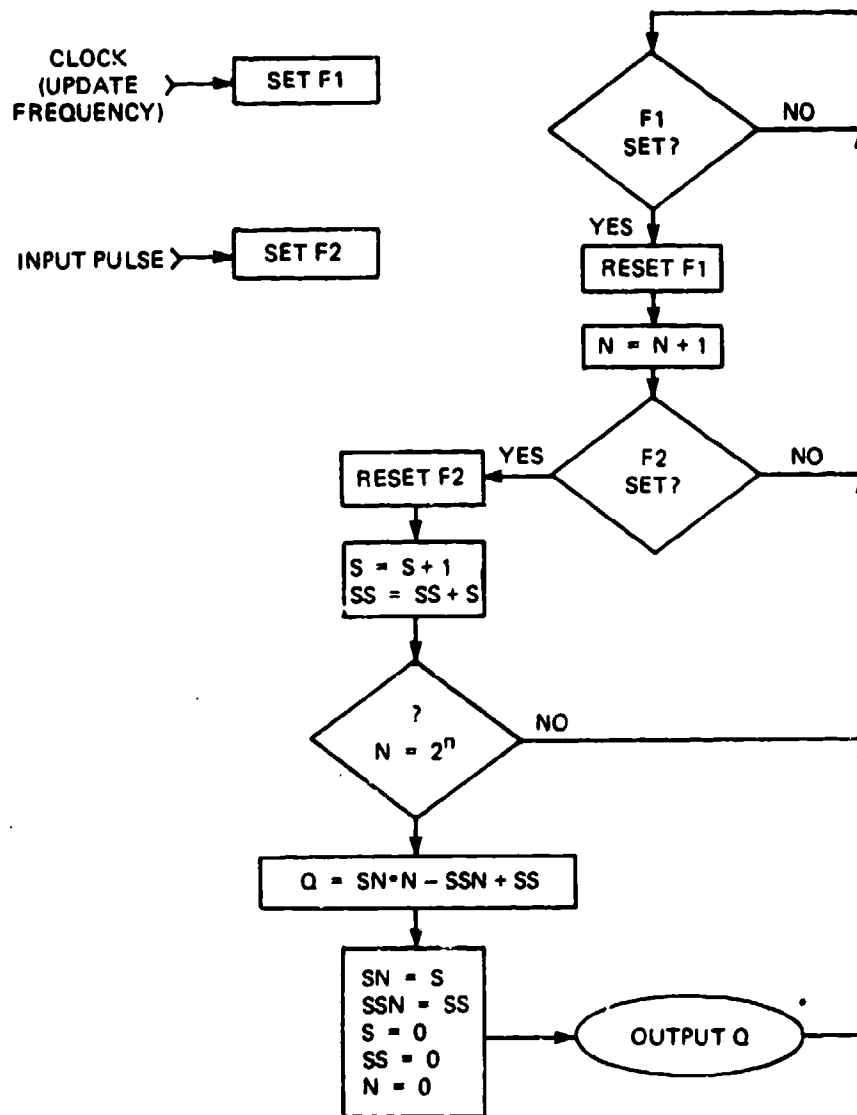 CLOCK
(UPDATE
FREQUENCY)
SET F1
INPUT PULSE
SET F2
F1
SET?
NO
YES
RESET F1
N = N + 1
F2
SET?
NO
YES
RESET F2
S = S + 1
SS = SS + S
?
N = 2ⁿ
NO
Q = SN•N – SSN + SS
SN = S
SSN = SS
S = 0
SS = 0
N = 0
OUTPUT Q